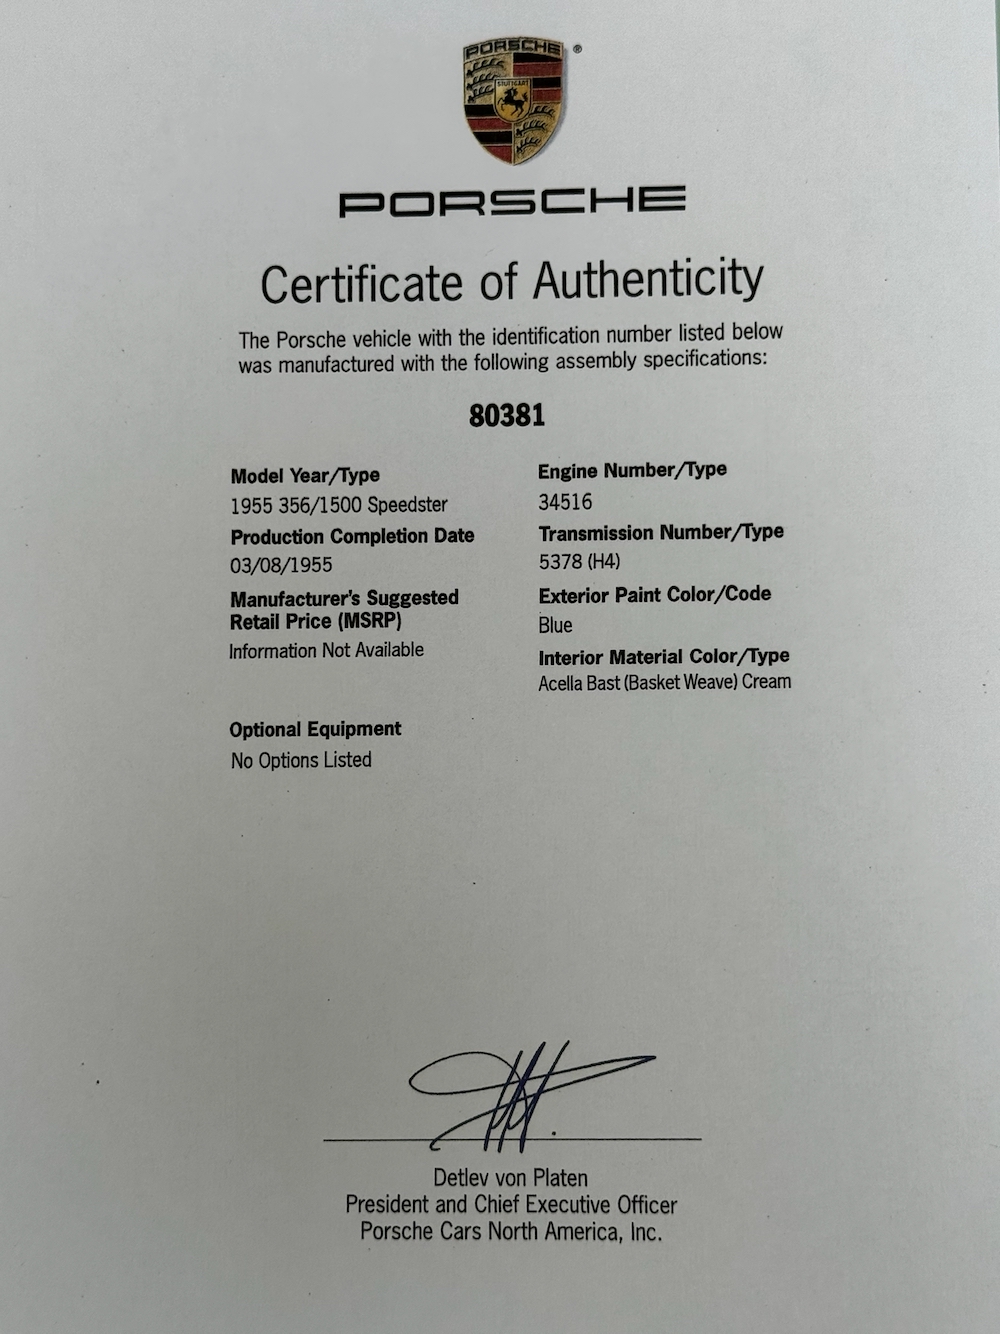 PORSCHE
®
STUTTGART
PORSCHE
Certificate of Authenticity
The Porsche vehicle with the identification number listed below
was manufactured with the following assembly specifications:
80381
Model Year/Type
1955 356/1500 Speedster
Production Completion Date
03/08/1955
Manufacturer's Suggested
Retail Price (MSRP)
Information Not Available
Engine Number/Type
34516
Transmission Number/Type
5378 (H4)
Exterior Paint Color/Code
Blue
Interior Material Color/Type
Acella Bast (Basket Weave) Cream
Optional Equipment
No Options Listed
Detlev von Platen
President and Chief Executive Officer
Porsche Cars North America, Inc.